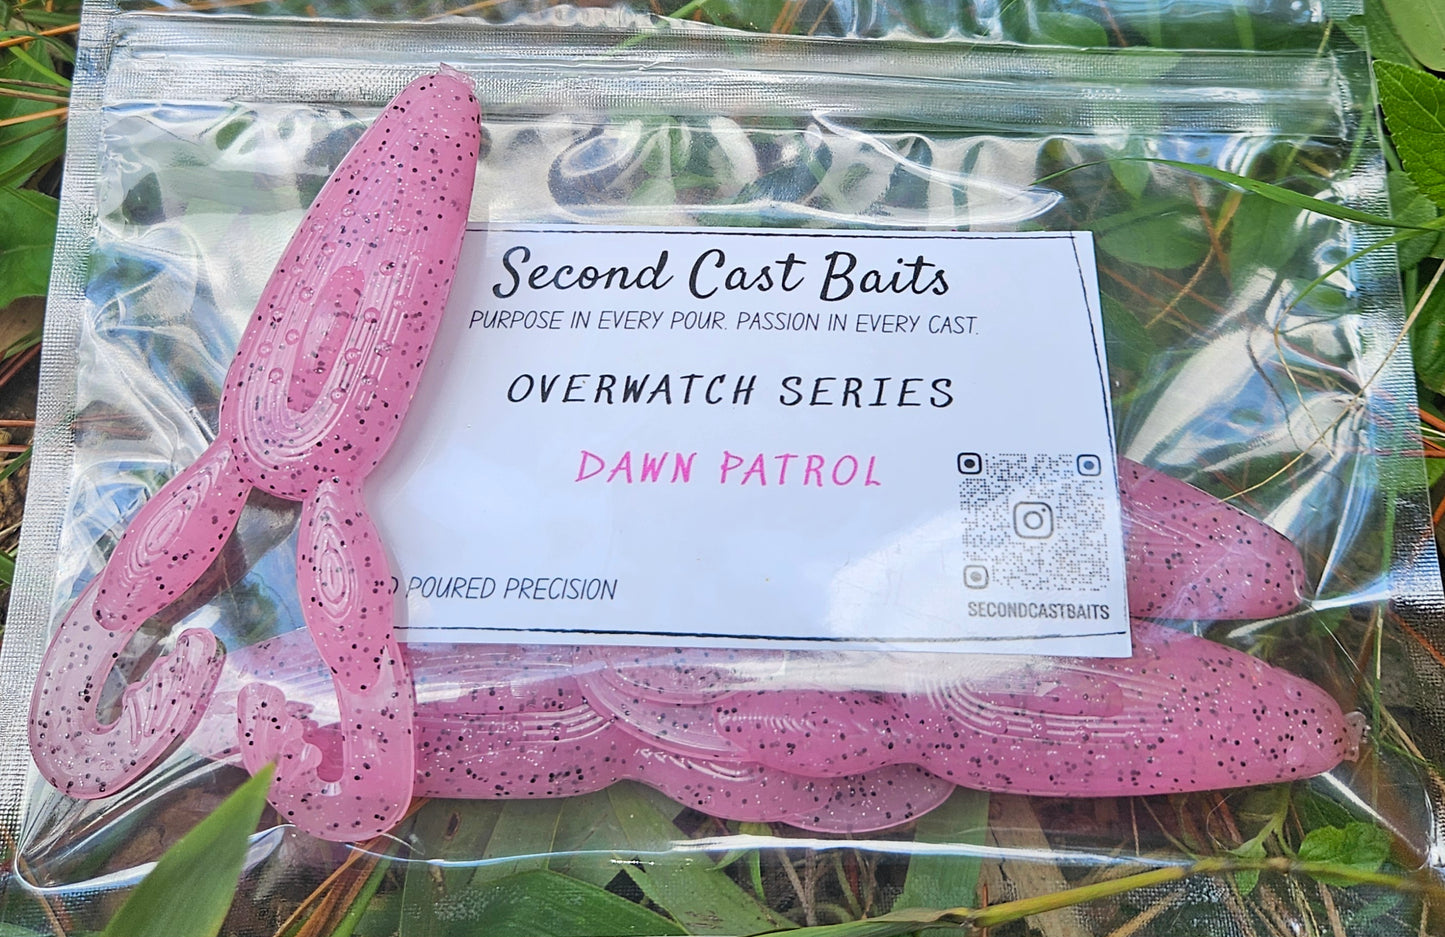 Second Cast Baits
PURPOSE IN EVERY POUR. PASSION IN EVERY CAST.
OVERWATCH SERIES
DAWN PATROL
POURED PRECISION
SECONDCASTBAITS